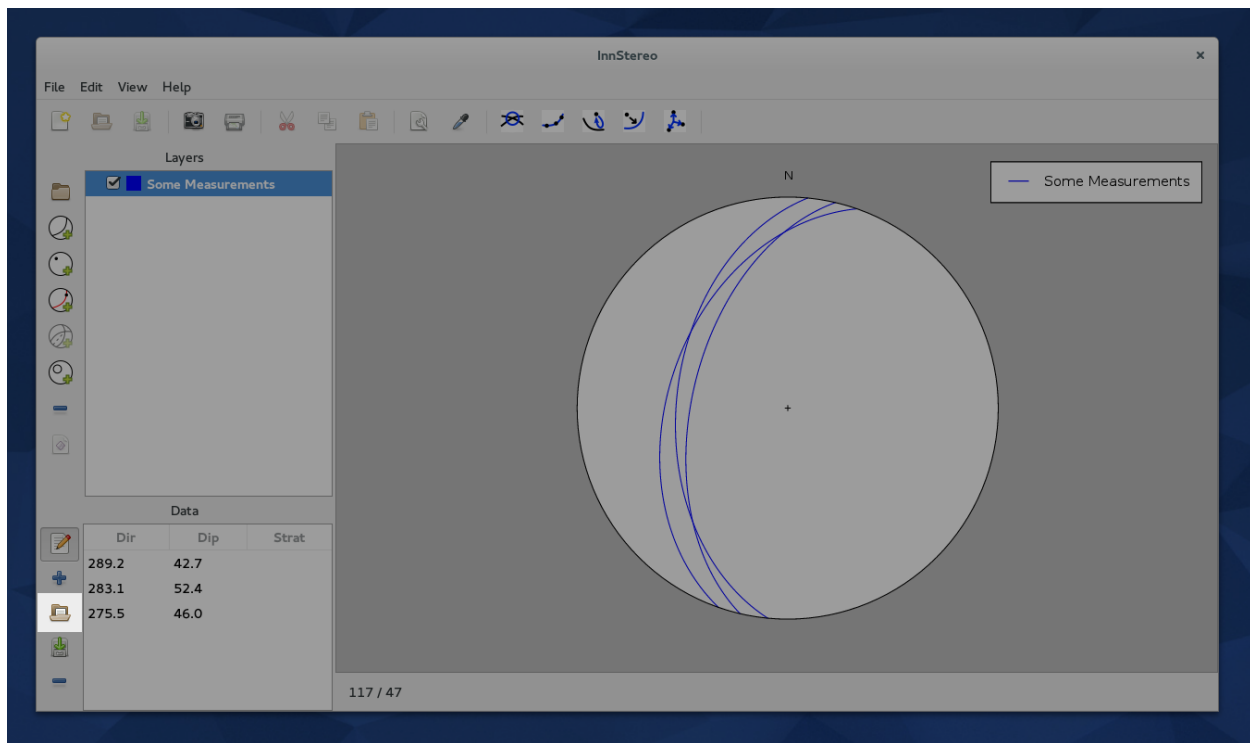 InnStereo
×
File Edit View Help
Layers
Some Measurements
N
Some Measurements
Data
Dir Dip Strat
289.2 42.7
283.1 52.4
275.5 46.0
117 / 47